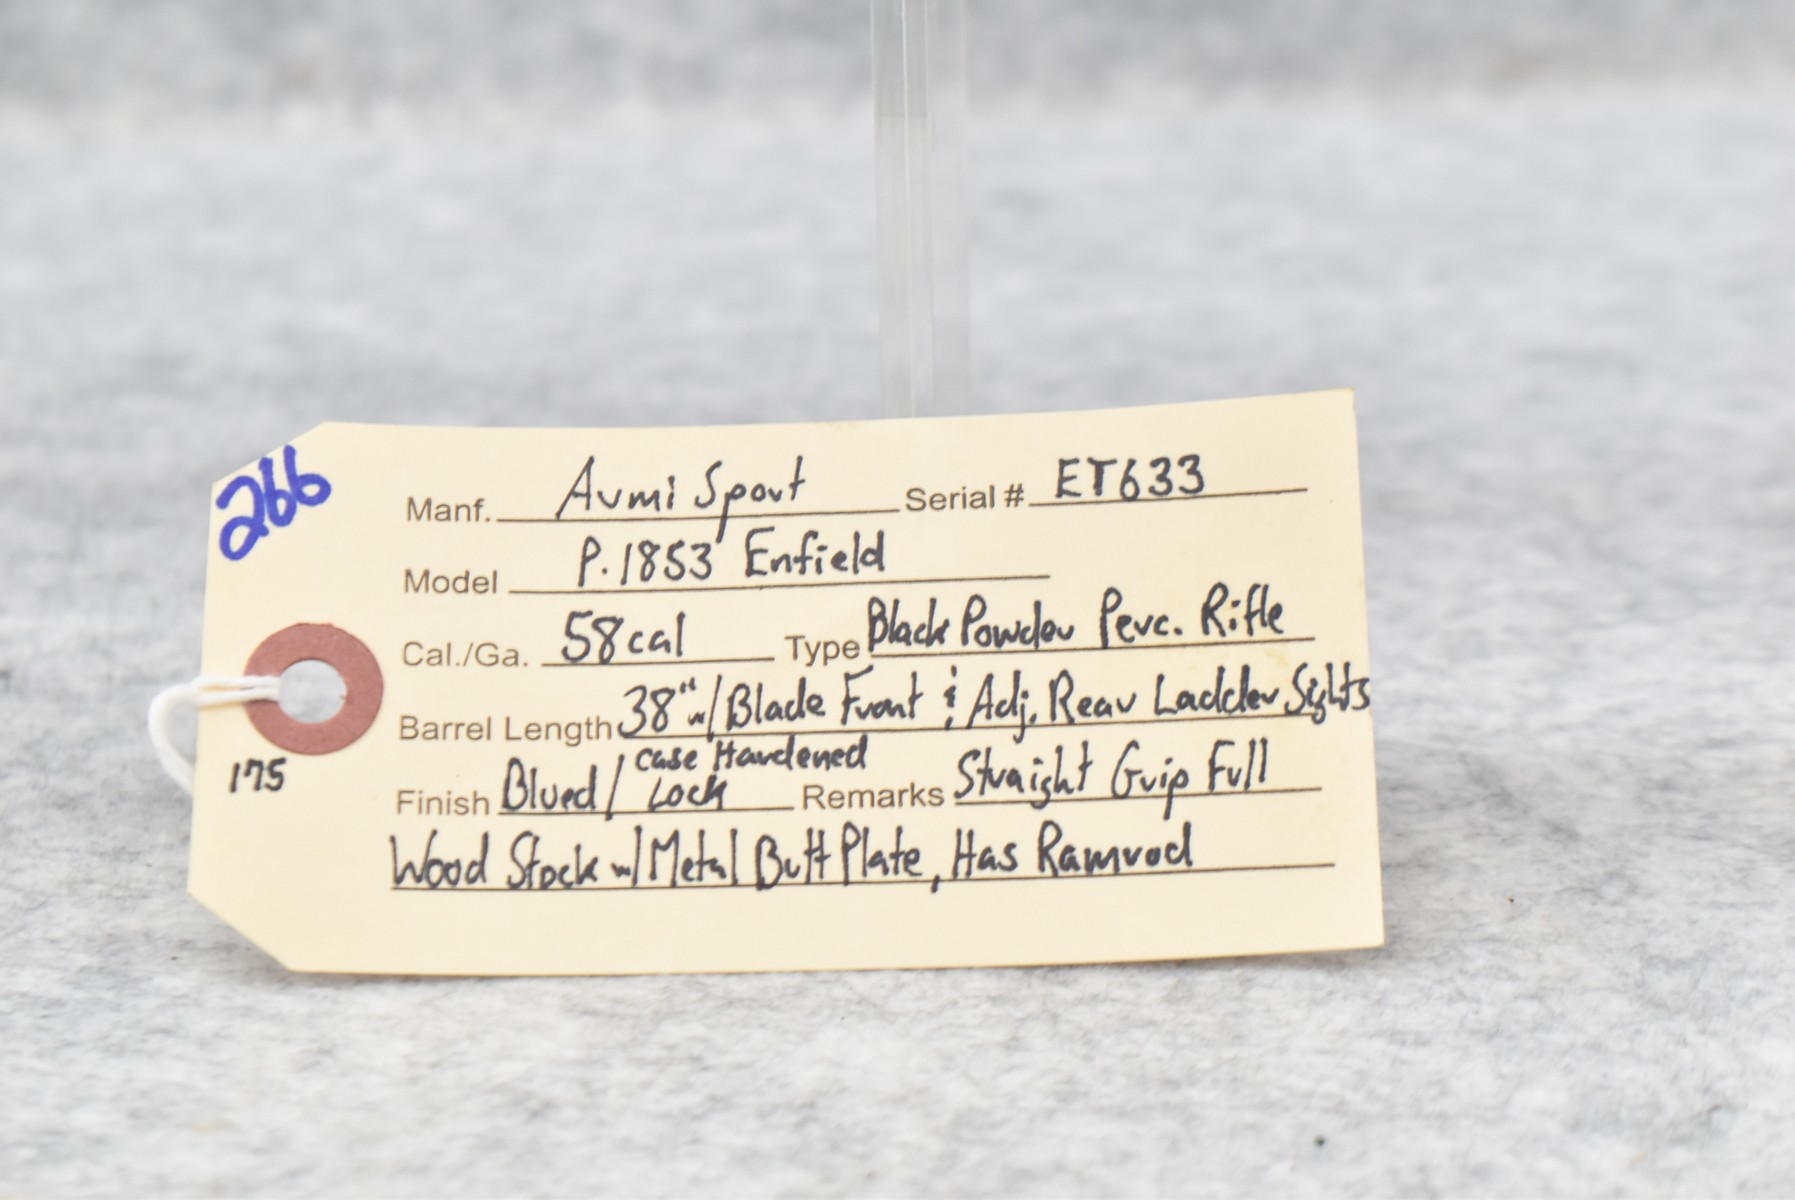 266
Manf. Armi Sport Serial # ET633
Model P.1853 Enfield
Cal./Ga. 58cal Type Black Powder Perc. Rifle
Barrel Length 38" w/ Blade Front & Adj. Rear Ladder Sights
175
Finish Blued / case Hardened Lock Remarks Straight Grip Full
Wood Stock w/ Metal Butt Plate, Has Ramrod